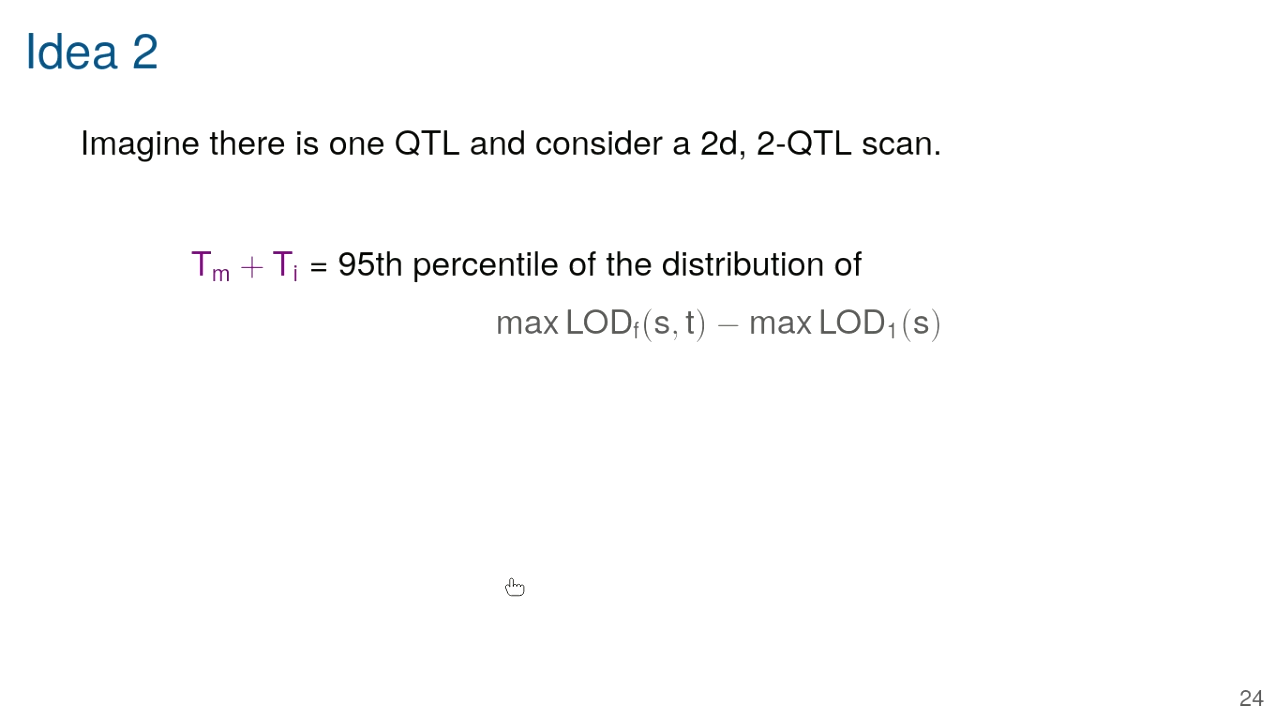 Idea 2
Imagine there is one QTL and consider a 2d, 2-QTL scan.
Tₘ + Tᵢ = 95th percentile of the distribution of
max LOD_f(s, t) − max LOD₁(s)
24